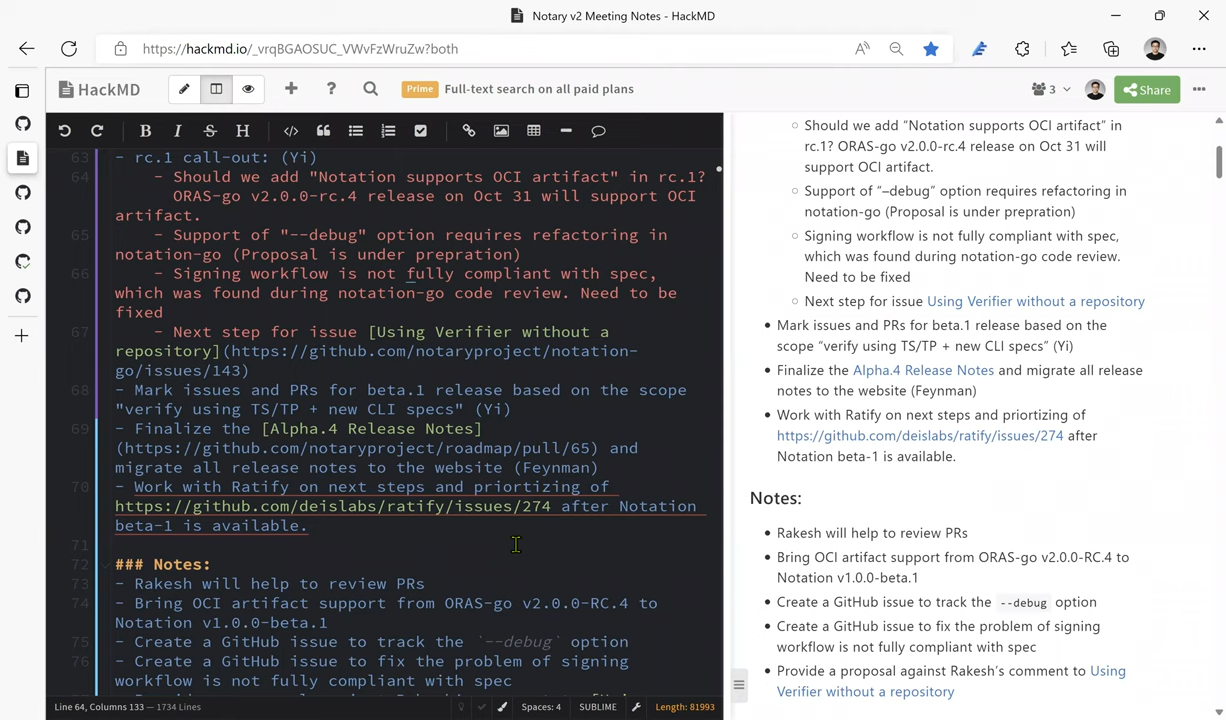 Notary v2 Meeting Notes - HackMD
https://hackmd.io/_vrqBGAOSUC_VWvFzWruZw?both
HackMD
Prime Full-text search on all paid plans
3
Share
63 - rc.1 call-out: (Yi)
64 - Should we add "Notation supports OCI artifact" in rc.1?
ORAS-go v2.0.0-rc.4 release on Oct 31 will support OCI
artifact.
65 - Support of "--debug" option requires refactoring in
notation-go (Proposal is under prepration)
66 - Signing workflow is not fully compliant with spec,
which was found during notation-go code review. Need to be
fixed
67 - Next step for issue [Using Verifier without a
repository](https://github.com/notaryproject/notation-
go/issues/143)
68 - Mark issues and PRs for beta.1 release based on the scope
"verify using TS/TP + new CLI specs" (Yi)
69 - Finalize the [Alpha.4 Release Notes]
(https://github.com/notaryproject/roadmap/pull/65) and
migrate all release notes to the website (Feynman)
70 - Work with Ratify on next steps and priortizing of
https://github.com/deislabs/ratify/issues/274 after Notation
beta-1 is available.
71
72 ### Notes:
73 - Rakesh will help to review PRs
74 - Bring OCI artifact support from ORAS-go v2.0.0-RC.4 to
Notation v1.0.0-beta.1
75 - Create a GitHub issue to track the `--debug` option
76 - Create a GitHub issue to fix the problem of signing
workflow is not fully compliant with spec
Line 64, Columns 133 — 1734 Lines
Spaces: 4
SUBLIME
Length: 81993
Should we add “Notation supports OCI artifact” in
rc.1? ORAS-go v2.0.0-rc.4 release on Oct 31 will
support OCI artifact.
Support of “–debug” option requires refactoring in
notation-go (Proposal is under prepration)
Signing workflow is not fully compliant with spec,
which was found during notation-go code review.
Need to be fixed
Next step for issue Using Verifier without a repository
Mark issues and PRs for beta.1 release based on the
scope “verify using TS/TP + new CLI specs” (Yi)
Finalize the Alpha.4 Release Notes and migrate all release
notes to the website (Feynman)
Work with Ratify on next steps and priortizing of
https://github.com/deislabs/ratify/issues/274 after
Notation beta-1 is available.
Notes:
Rakesh will help to review PRs
Bring OCI artifact support from ORAS-go v2.0.0-RC.4 to
Notation v1.0.0-beta.1
Create a GitHub issue to track the --debug option
Create a GitHub issue to fix the problem of signing
workflow is not fully compliant with spec
Provide a proposal against Rakesh’s comment to Using
Verifier without a repository